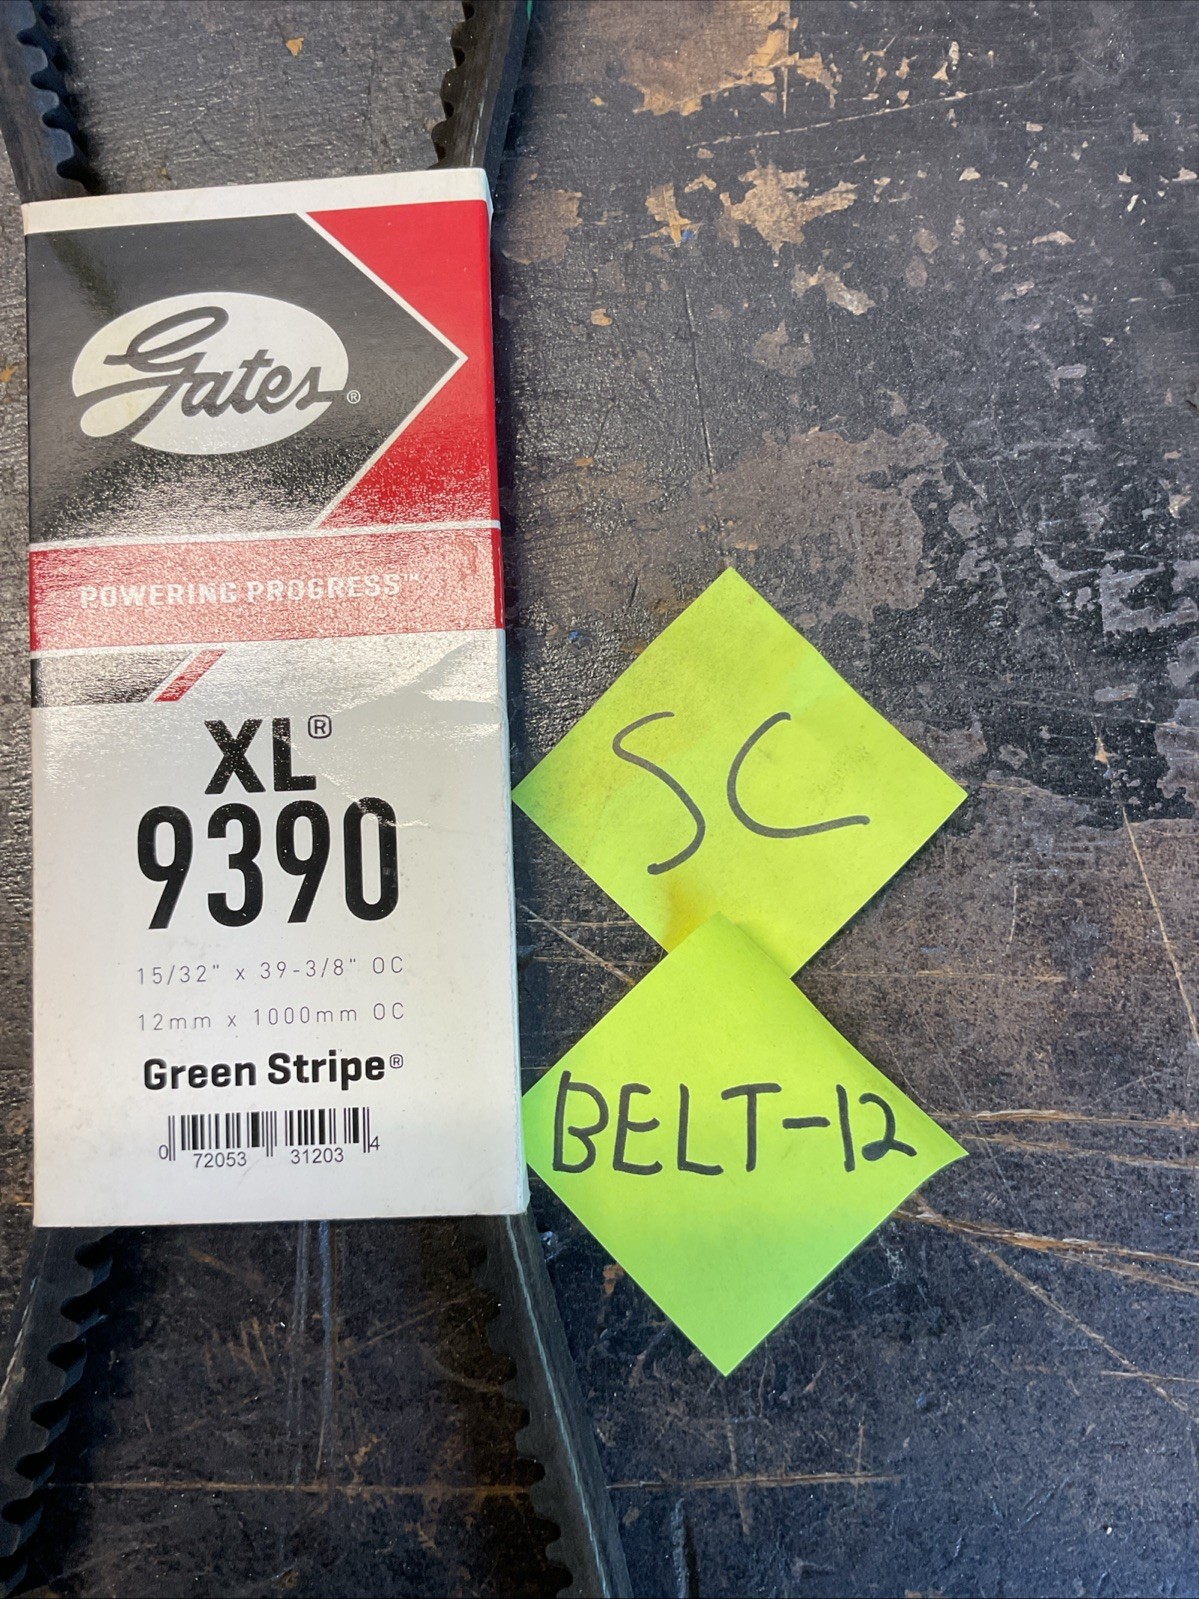 Gates®
POWERING PROGRESS™
XL®
9390
15/32" x 39-3/8" OC
12mm x 1000mm OC
Green Stripe®
0 72053 31203 4
SC
BELT-12